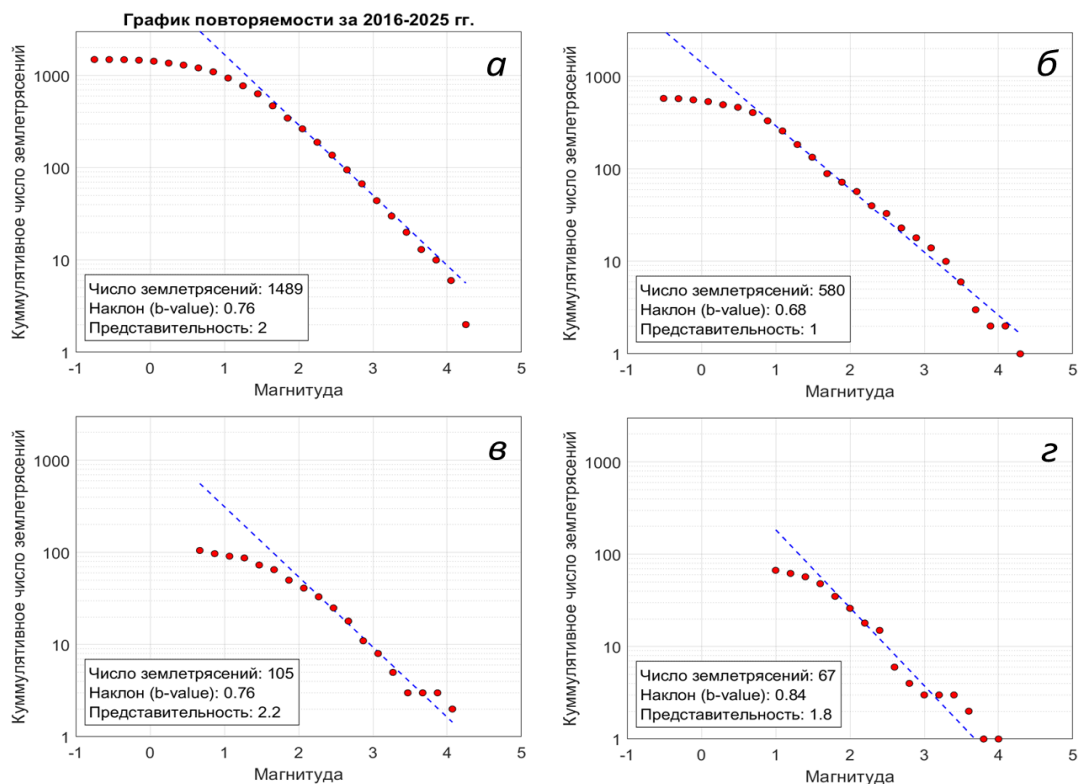 График повторяемости за 2016-2025 гг.
а
Куммулятивное число землетрясений
1000
100
10
1
Число землетрясений: 1489
Наклон (b-value): 0.76
Представительность: 2
-1 0 1 2 3 4 5
Магнитуда
б
Куммулятивное число землетрясений
1000
100
10
1
Число землетрясений: 580
Наклон (b-value): 0.68
Представительность: 1
-1 0 1 2 3 4 5
Магнитуда
в
Куммулятивное число землетрясений
1000
100
10
1
Число землетрясений: 105
Наклон (b-value): 0.76
Представительность: 2.2
-1 0 1 2 3 4 5
Магнитуда
г
Куммулятивное число землетрясений
1000
100
10
1
Число землетрясений: 67
Наклон (b-value): 0.84
Представительность: 1.8
-1 0 1 2 3 4 5
Магнитуда